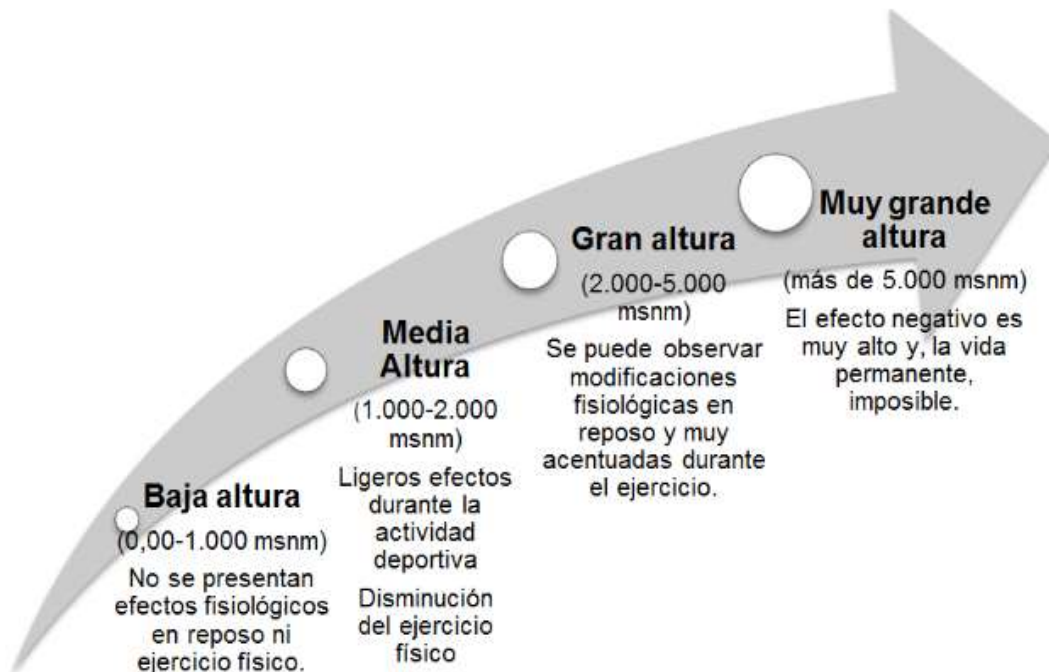 Baja altura
(0,00-1.000 msnm)
No se presentan
efectos fisiológicos
en reposo ni
ejercicio físico.
Media
Altura
(1.000-2.000
msnm)
Ligeros efectos
durante la
actividad
deportiva
Disminución
del ejercicio
físico
Gran altura
(2.000-5.000
msnm)
Se puede observar
modificaciones
fisiológicas en
reposo y muy
acentuadas durante
el ejercicio.
Muy grande
altura
(más de 5.000 msnm)
El efecto negativo es
muy alto y, la vida
permanente,
imposible.